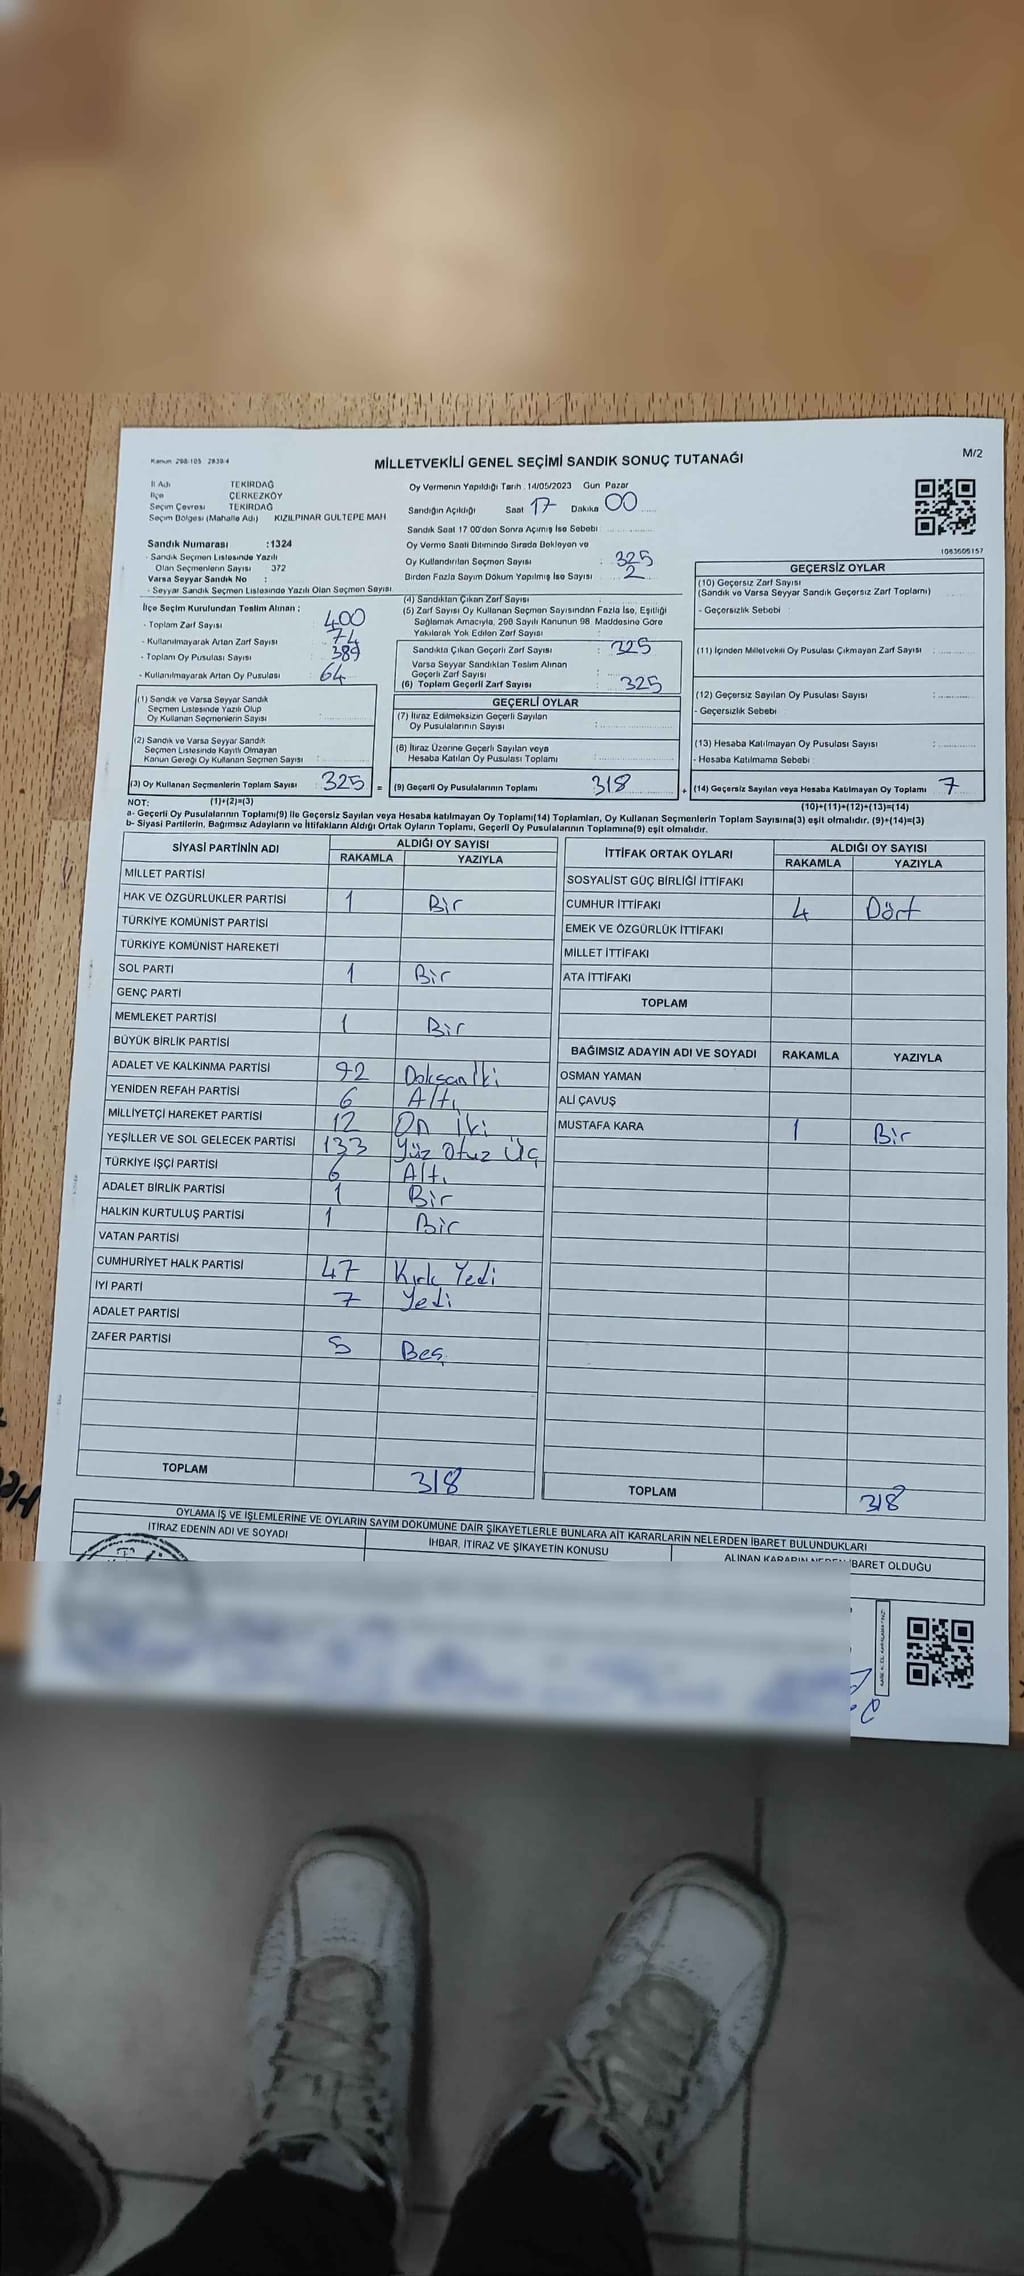 Kanun 298/105 2839/4
MİLLETVEKİLİ GENEL SEÇİMİ SANDIK SONUÇ TUTANAĞI
M/2
İl Adı TEKİRDAĞ
İlçe ÇERKEZKÖY
Seçim Çevresi TEKİRDAĞ
Seçim Bölgesi (Mahalle Adı) KIZILPINAR GÜLTEPE MAH
Oy Vermenin Yapıldığı Tarih : 14/05/2023 Gün Pazar
Sandığın Açıldığı Saat 17 Dakika 00
Sandık Saat 17 00'den Sonra Açılmış İse Sebebi
Oy Verme Saati Bitiminde Sırada Bekleyen ve
Oy Kullandırılan Seçmen Sayısı : 325
Birden Fazla Sayım Döküm Yapılmış İse Sayısı : 2
1083606157
Sandık Numarası :1324
- Sandık Seçmen Listesinde Yazılı
Olan Seçmenlerin Sayısı 372
Varsa Seyyar Sandık No :
- Seyyar Sandık Seçmen Listesinde Yazılı Olan Seçmen Sayısı
İlçe Seçim Kurulundan Teslim Alınan :
- Toplam Zarf Sayısı : 400
- Kullanılmayarak Artan Zarf Sayısı : 74
- Toplam Oy Pusulası Sayısı : 389
- Kullanılmayarak Artan Oy Pusulası : 64
(4) Sandıktan Çıkan Zarf Sayısı
(5) Zarf Sayısı Oy Kullanan Seçmen Sayısından Fazla İse, Eşitliği
Sağlamak Amacıyla, 298 Sayılı Kanunun 98 Maddesine Göre
Yakılarak Yok Edilen Zarf Sayısı
Sandıkta Çıkan Geçerli Zarf Sayısı : 325
Varsa Seyyar Sandıktan Teslim Alınan
Geçerli Zarf Sayısı
(6) Toplam Geçerli Zarf Sayısı : 325
GEÇERSİZ OYLAR
(10) Geçersiz Zarf Sayısı
(Sandık ve Varsa Seyyar Sandık Geçersiz Zarf Toplamı)
- Geçersizlik Sebebi :
(11) İçinden Milletvekili Oy Pusulası Çıkmayan Zarf Sayısı :
(12) Geçersiz Sayılan Oy Pusulası Sayısı :
- Geçersizlik Sebebi
(13) Hesaba Katılmayan Oy Pusulası Sayısı :
- Hesaba Katılmama Sebebi
(14) Geçersiz Sayılan veya Hesaba Katılmayan Oy Toplamı 7
(1) Sandık ve Varsa Seyyar Sandık
Seçmen Listesinde Yazılı Olup
Oy Kullanan Seçmenlerin Sayısı :
(2) Sandık ve Varsa Seyyar Sandık
Seçmen Listesinde Kayıtlı Olmayan
Kanun Gereği Oy Kullanan Seçmen Sayısı :
(3) Oy Kullanan Seçmenlerin Toplam Sayısı : 325 =
GEÇERLİ OYLAR
(7) İtiraz Edilmeksizin Geçerli Sayılan
Oy Pusulalarının Sayısı :
(8) İtiraz Üzerine Geçerli Sayılan veya
Hesaba Katılan Oy Pusulası Toplamı :
(9) Geçerli Oy Pusulalarının Toplamı 318 +
NOT: (1)+(2)=(3)
(10)+(11)+(12)+(13)=(14)
a- Geçerli Oy Pusulalarının Toplamı(9) ile Geçersiz Sayılan veya Hesaba katılmayan Oy Toplamı(14) Toplamları, Oy Kullanan Seçmenlerin Toplam Sayısına(3) eşit olmalıdır. (9)+(14)=(3)
b- Siyasi Partilerin, Bağımsız Adayların ve İttifakların Aldığı Ortak Oyların Toplamı, Geçerli Oy Pusulalarının Toplamına(9) eşit olmalıdır.
SİYASİ PARTİNİN ADI ALDIĞI OY SAYISI
RAKAMLA YAZIYLA
MİLLET PARTİSİ
HAK VE ÖZGÜRLÜKLER PARTİSİ 1 Bir
TÜRKİYE KOMÜNİST PARTİSİ
TÜRKİYE KOMÜNİST HAREKETİ
SOL PARTİ 1 Bir
GENÇ PARTİ
MEMLEKET PARTİSİ 1 Bir
BÜYÜK BİRLİK PARTİSİ
ADALET VE KALKINMA PARTİSİ 92 Doksan İki
YENİDEN REFAH PARTİSİ 6 Altı
MİLLİYETÇİ HAREKET PARTİSİ 12 On İki
YEŞİLLER VE SOL GELECEK PARTİSİ 133 Yüz Otuz Üç
TÜRKİYE İŞÇİ PARTİSİ 6 Altı
ADALET BİRLİK PARTİSİ 1 Bir
HALKIN KURTULUŞ PARTİSİ 1 Bir
VATAN PARTİSİ
CUMHURİYET HALK PARTİSİ 47 Kırk Yedi
İYİ PARTİ 7 Yedi
ADALET PARTİSİ
ZAFER PARTİSİ 5 Beş
TOPLAM 318
İTTİFAK ORTAK OYLARI ALDIĞI OY SAYISI
RAKAMLA YAZIYLA
SOSYALİST GÜÇ BİRLİĞİ İTTİFAKI
CUMHUR İTTİFAKI 4 Dört
EMEK VE ÖZGÜRLÜK İTTİFAKI
MİLLET İTTİFAKI
ATA İTTİFAKI
TOPLAM
BAĞIMSIZ ADAYIN ADI VE SOYADI RAKAMLA YAZIYLA
OSMAN YAMAN
ALİ ÇAVUŞ
MUSTAFA KARA 1 Bir
TOPLAM 318
OYLAMA İŞ VE İŞLEMLERİNE VE OYLARIN SAYIM DÖKÜMÜNE DAİR ŞİKAYETLERLE BUNLARA AİT KARARLARIN NELERDEN İBARET BULUNDUKLARI
İTİRAZ EDENİN ADI VE SOYADI İHBAR, İTİRAZ VE ŞİKAYETİN KONUSU ALINAN KARARIN NEDEN İBARET OLDUĞU